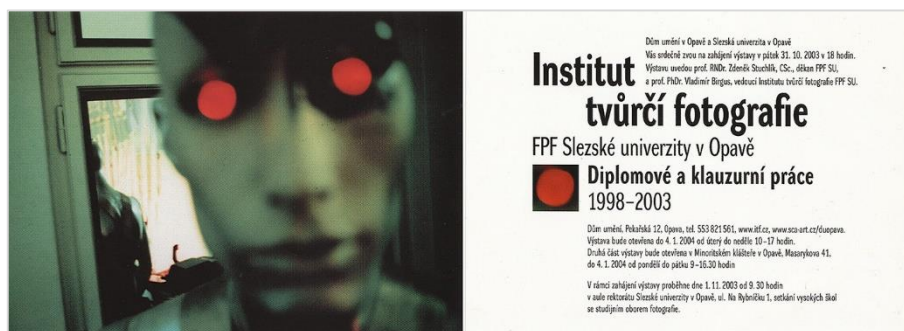 Dům umění v Opavě a Slezská univerzita v Opavě
Vás srdečně zvou na zahájení výstavy v pátek 31. 10. 2003 v 18 hodin.
Výstavu uvedou prof. RNDr. Zdeněk Stuchlík, CSc., děkan FPF SU,
a prof. PhDr. Vladimír Birgus, vedoucí Institutu tvůrčí fotografie FPF SU.
Institut
tvůrčí fotografie
FPF Slezské univerzity v Opavě
Diplomové a klauzurní práce
1998–2003
Dům umění, Pekařská 12, Opava, tel. 553 821 561, www.itf.cz, www.sca-art.cz/duopava.
Výstava bude otevřena do 4. 1. 2004 od úterý do neděle 10–17 hodin.
Druhá část výstavy bude otevřena v Minoritském klášteře v Opavě, Masarykova 41,
do 4. 1. 2004 od pondělí do pátku 9–16.30 hodin
V rámci zahájení výstavy proběhne dne 1. 11. 2003 od 9. 30 hodin
v aule rektorátu Slezské univerzity v Opavě, ul. Na Rybníčku 1, setkání vysokých škol
se studijním oborem fotografie.